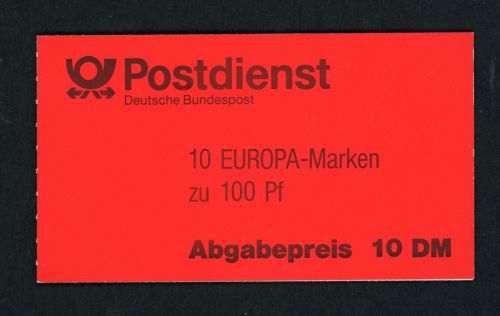 Postdienst
Deutsche Bundespost
10 EUROPA-Marken
zu 100 Pf
Abgabepreis 10 DM